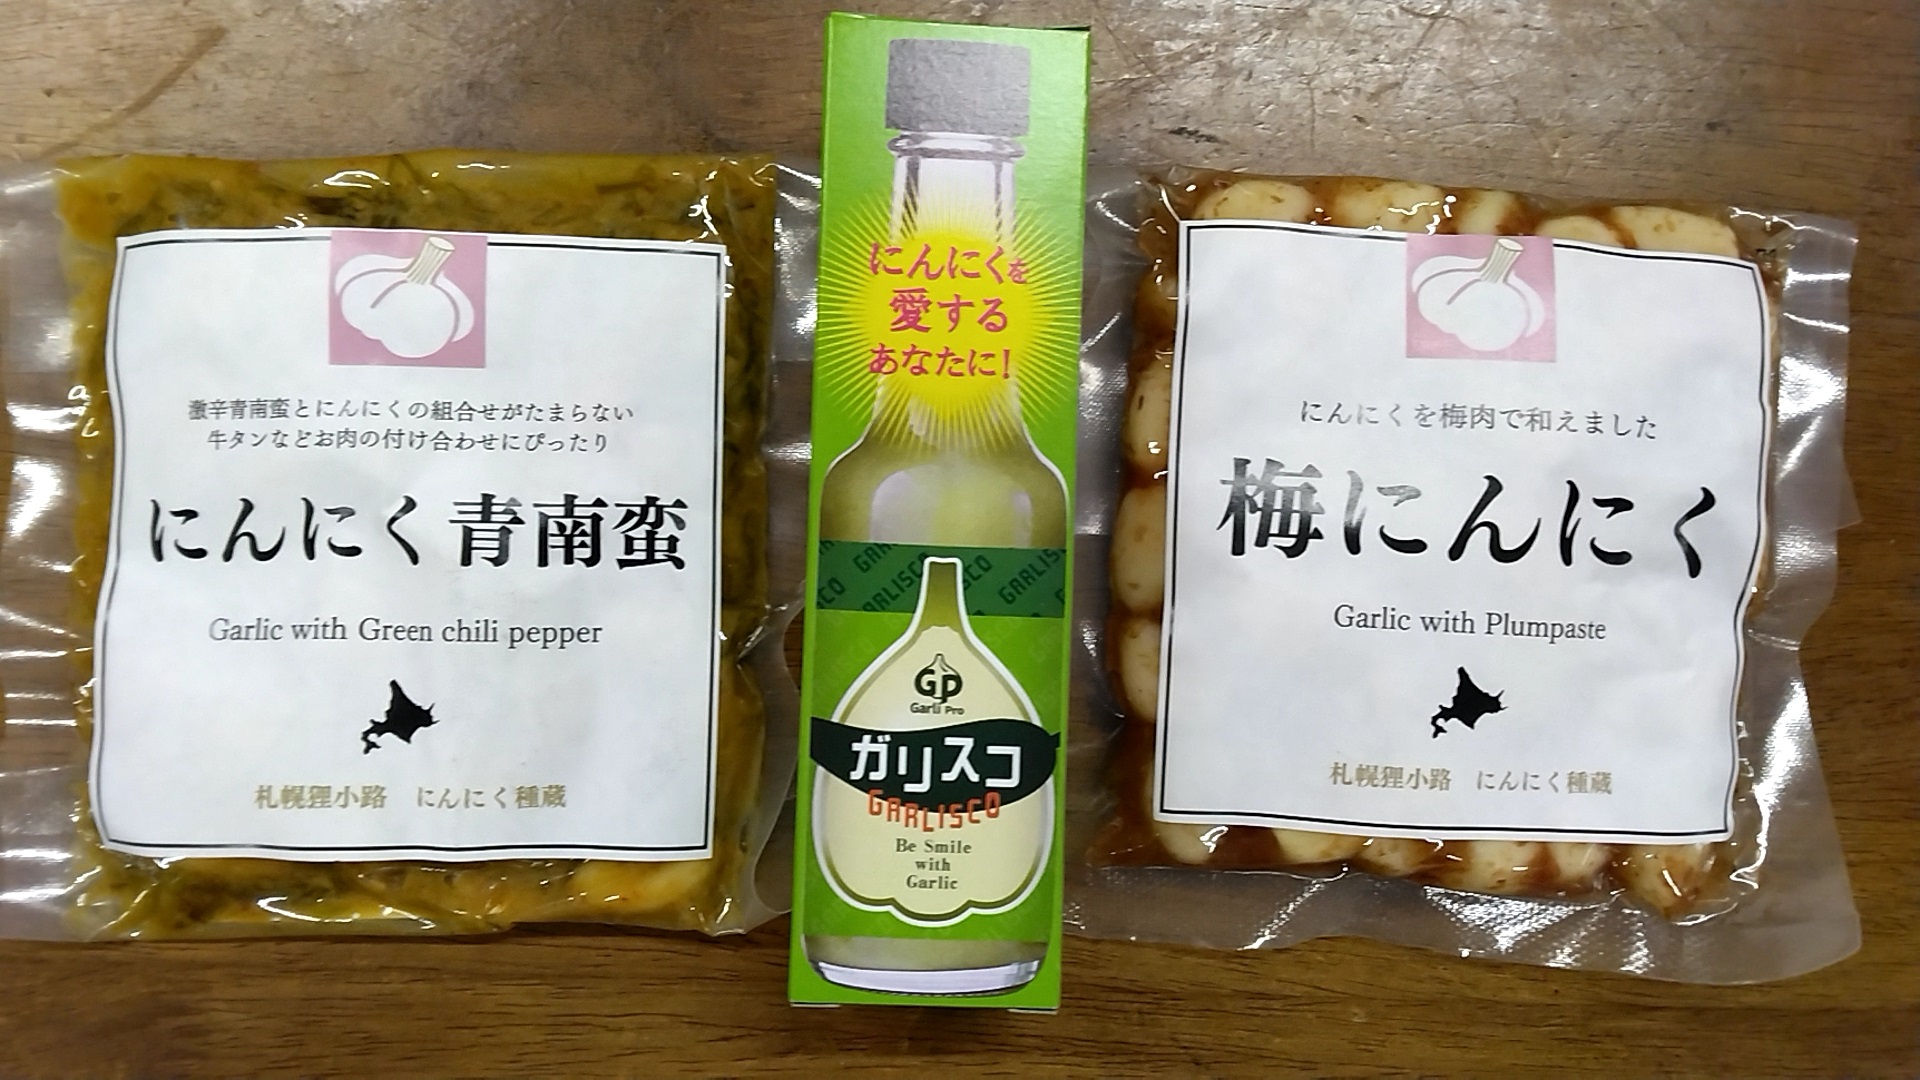 激辛青南蛮とにんにくの組合せがたまらない
牛タンなどお肉の付け合わせにぴったり
にんにく青南蛮
Garlic with Green chili pepper
札幌狸小路 にんにく種蔵
にんにくを
愛する
あなたに!
GARLISCO
GP
Garli Pro
ガリスコ
GARLISCO
Be Smile
with
Garlic
にんにくを梅肉で和えました
梅にんにく
Garlic with Plumpaste
札幌狸小路 にんにく種蔵